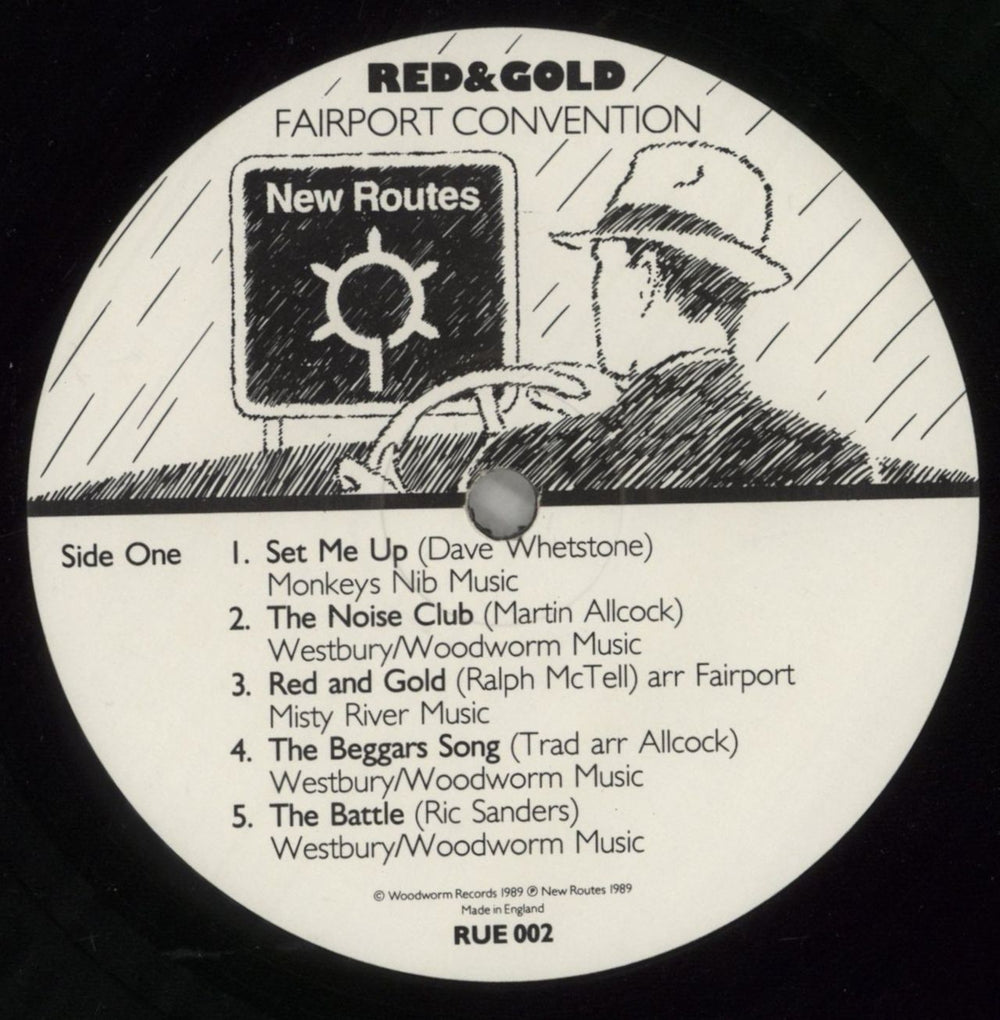 RED&GOLD
FAIRPORT CONVENTION
New Routes
Side One
1. Set Me Up (Dave Whetstone)
Monkeys Nib Music
2. The Noise Club (Martin Allcock)
Westbury/Woodworm Music
3. Red and Gold (Ralph McTell) arr Fairport
Misty River Music
4. The Beggars Song (Trad arr Allcock)
Westbury/Woodworm Music
5. The Battle (Ric Sanders)
Westbury/Woodworm Music
© Woodworm Records 1989 ℗ New Routes 1989
Made in England
RUE 002